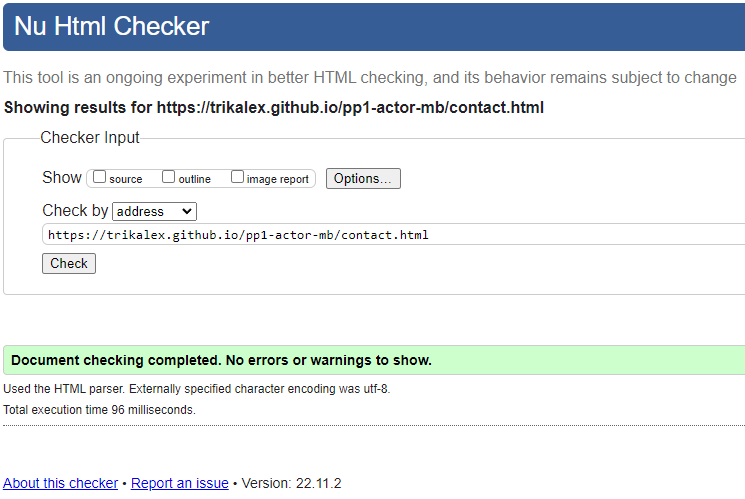 Nu Html Checker
This tool is an ongoing experiment in better HTML checking, and its behavior remains subject to change
Showing results for https://trikalex.github.io/pp1-actor-mb/contact.html
Checker Input
Show source outline image report Options...
Check by address
https://trikalex.github.io/pp1-actor-mb/contact.html
Check
Document checking completed. No errors or warnings to show.
Used the HTML parser. Externally specified character encoding was utf-8.
Total execution time 96 milliseconds.
About this checker • Report an issue • Version: 22.11.2